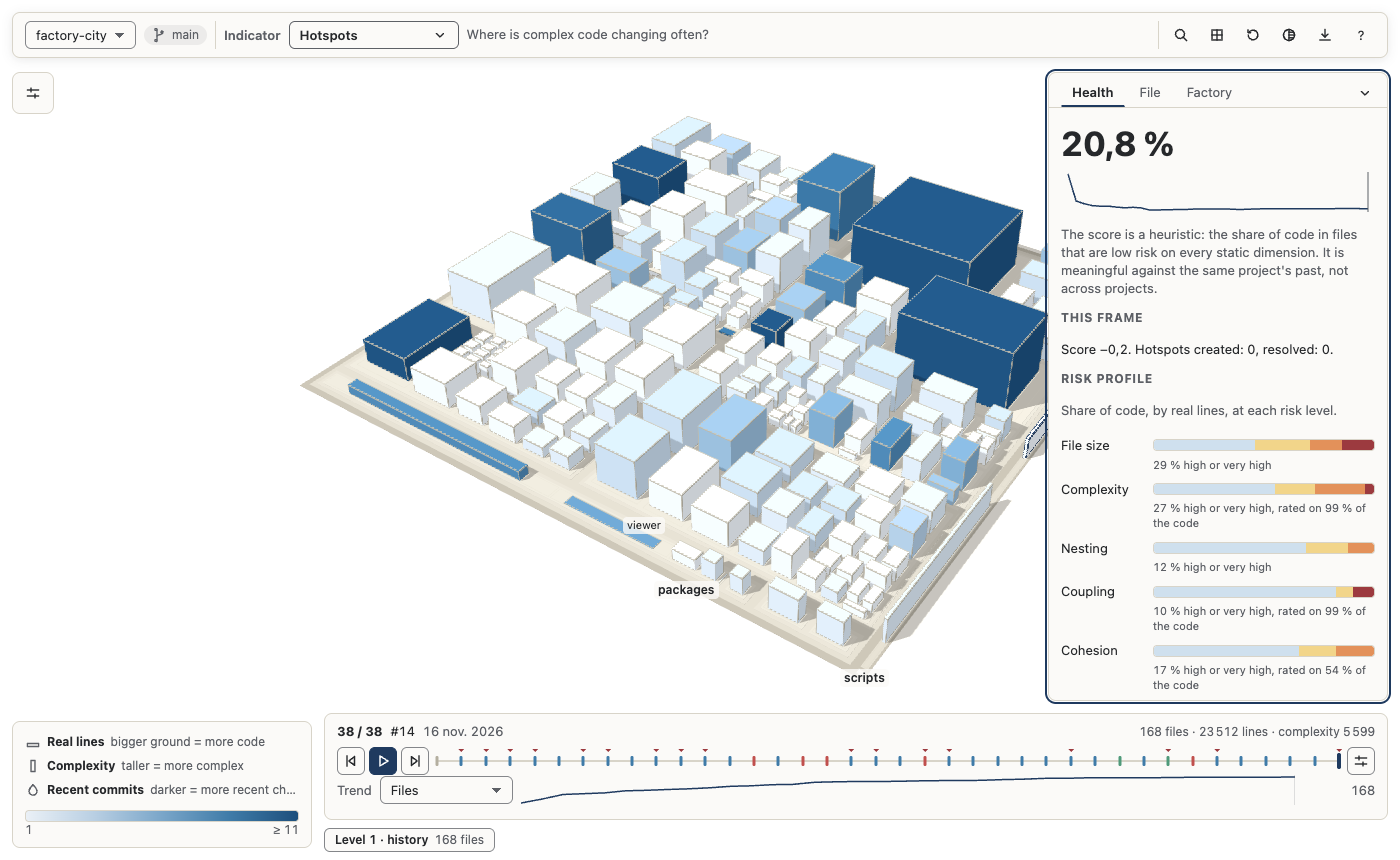 factory-city
main
Indicator
Hotspots
Where is complex code changing often?
?
Health
File
Factory
20,8 %
The score is a heuristic: the share of code in files
that are low risk on every static dimension. It is
meaningful against the same project's past, not
across projects.
THIS FRAME
Score −0,2. Hotspots created: 0, resolved: 0.
RISK PROFILE
Share of code, by real lines, at each risk level.
File size
29 % high or very high
Complexity
27 % high or very high, rated on 99 % of
the code
Nesting
12 % high or very high
Coupling
10 % high or very high, rated on 99 % of
the code
Cohesion
17 % high or very high, rated on 54 % of
the code
viewer
packages
scripts
Real lines bigger ground = more code
Complexity taller = more complex
Recent commits darker = more recent ch...
1
≥ 11
38 / 38 #14 16 nov. 2026
168 files · 23 512 lines · complexity 5 599
Trend
Files
168
Level 1 · history 168 files